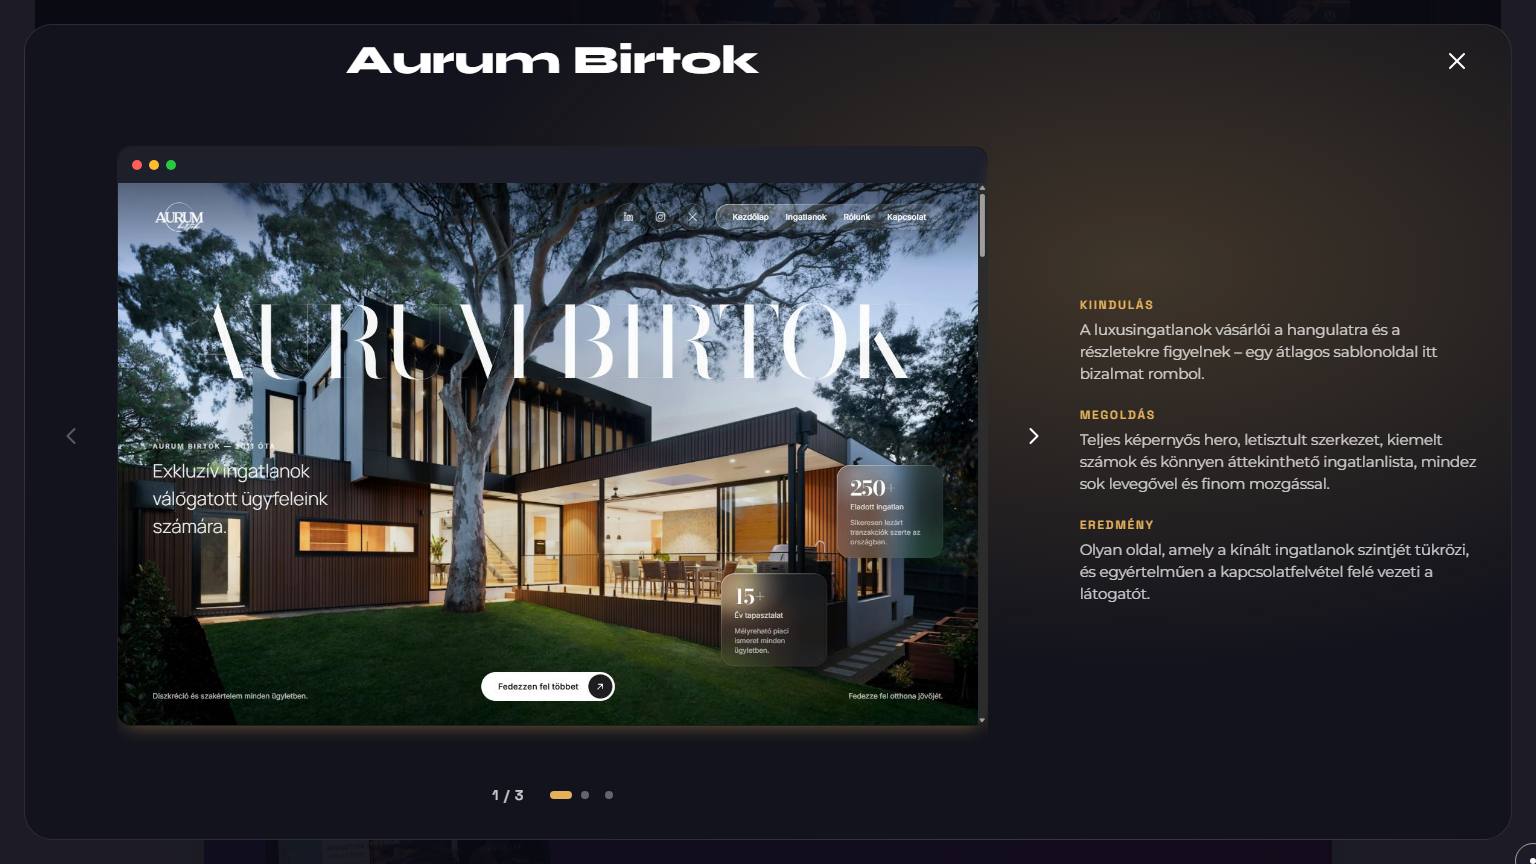 Aurum Birtok
AURUM
Kezdőlap
Ingatlanok
Rólunk
Kapcsolat
AURUM BIRTOK
AURUM BIRTOK — 2011 ÓTA
Exkluzív ingatlanok
válogatott ügyfeleink
számára.
250+
Eladott ingatlan
Sikeresen lezárt
tranzakciók szerte az
országban.
15+
Év tapasztalat
Mélyreható piaci
ismeret minden
ügyletben.
Diszkréció és szakértelem minden ügyletben.
Fedezzen fel többet
Fedezze fel otthona jövőjét.
1 / 3
KIINDULÁS
A luxusingatlanok vásárlói a hangulatra és a
részletekre figyelnek – egy átlagos sablonoldal itt
bizalmat rombol.
MEGOLDÁS
Teljes képernyős hero, letisztult szerkezet, kiemelt
számok és könnyen áttekinthető ingatlanlista, mindez
sok levegővel és finom mozgással.
EREDMÉNY
Olyan oldal, amely a kínált ingatlanok szintjét tükrözi,
és egyértelműen a kapcsolatfelvétel felé vezeti a
látogatót.